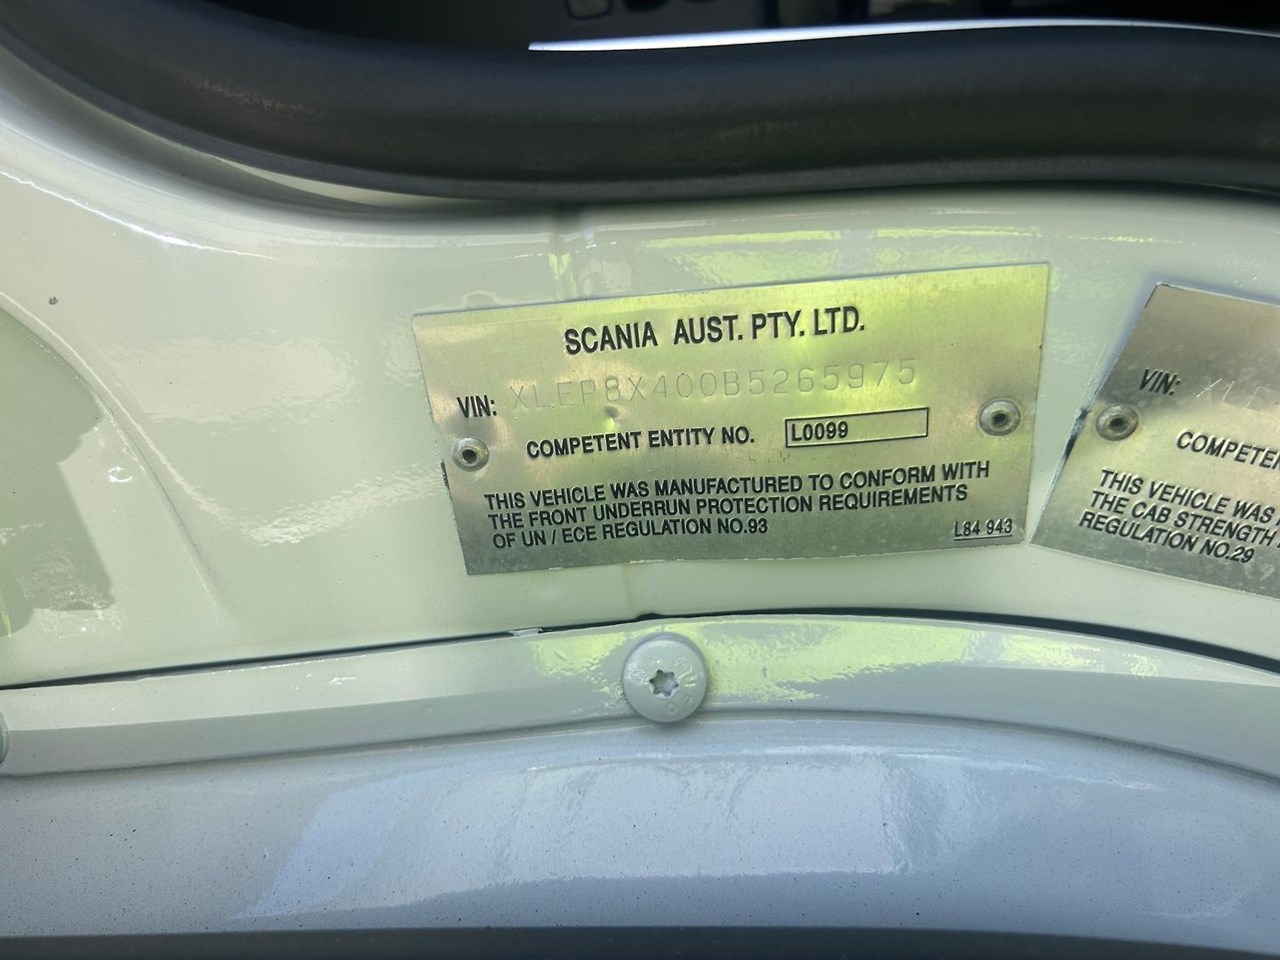 SCANIA AUST. PTY. LTD.
VIN: XLEP8X400B5265975
COMPETENT ENTITY NO. L0099
THIS VEHICLE WAS MANUFACTURED TO CONFORM WITH
THE FRONT UNDERRUN PROTECTION REQUIREMENTS
OF UN / ECE REGULATION NO.93
L84 943
VIN: XLE
COMPETEN
THIS VEHICLE WAS
THE CAB STRENGTH
REGULATION NO.29